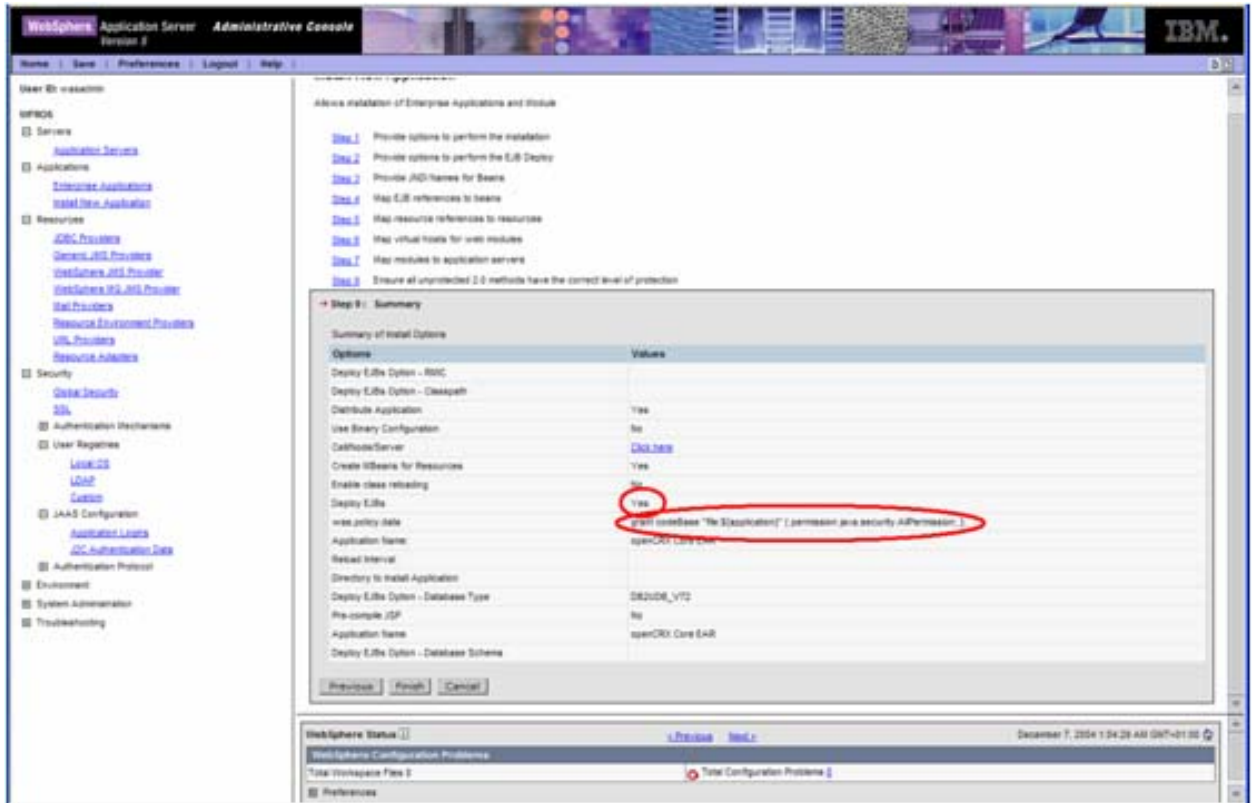 WebSphere Application Server Administrative Console
Version 5
IBM.
Home | Save | Preferences | Logout | Help |
User ID: wasadmin
Install New Application
Allows installation of Enterprise Applications and Module
Servers
Application Servers
Applications
Enterprise Applications
Install New Application
Resources
JDBC Providers
Generic JMS Providers
WebSphere JMS Provider
WebSphere MQ JMS Provider
Mail Providers
Resource Environment Providers
URL Providers
Resource Adapters
Security
Global Security
SSL
Authentication Mechanisms
User Registries
Local OS
LDAP
Custom
JAAS Configuration
Application Logins
J2C Authentication Data
Authentication Protocol
Environment
System Administration
Troubleshooting
Step 1 Provide options to perform the installation
Step 2 Provide options to perform the EJB Deploy
Step 3 Provide JNDI Names for Beans
Step 4 Map EJB references to beans
Step 5 Map resource references to resources
Step 6 Map virtual hosts for web modules
Step 7 Map modules to application servers
Step 8 Ensure all unprotected 2.0 methods have the correct level of protection
Step 9: Summary
Summary of Install Options
Options Values
Deploy EJBs Option - RMIC
Deploy EJBs Option - Classpath
Distribute Application Yes
Use Binary Configuration No
Cell/Node/Server Click here
Create MBeans for Resources Yes
Enable class reloading No
Deploy EJBs Yes
was.policy data grant codeBase "file:${application}" { permission java.security.AllPermission; }
Application Name: openCRX Core EAR
Reload Interval
Directory to Install Application
Deploy EJBs Option - Database Type DB2UDB_V72
Pre-compile JSP No
Application Name openCRX Core EAR
Deploy EJBs Option - Database Schema
Previous Finish Cancel
WebSphere Status < Previous Next > December 7, 2004 1:54:28 AM GMT+01:00
WebSphere Configuration Problems
Total Workspace Files 0 Total Configuration Problems
Preferences